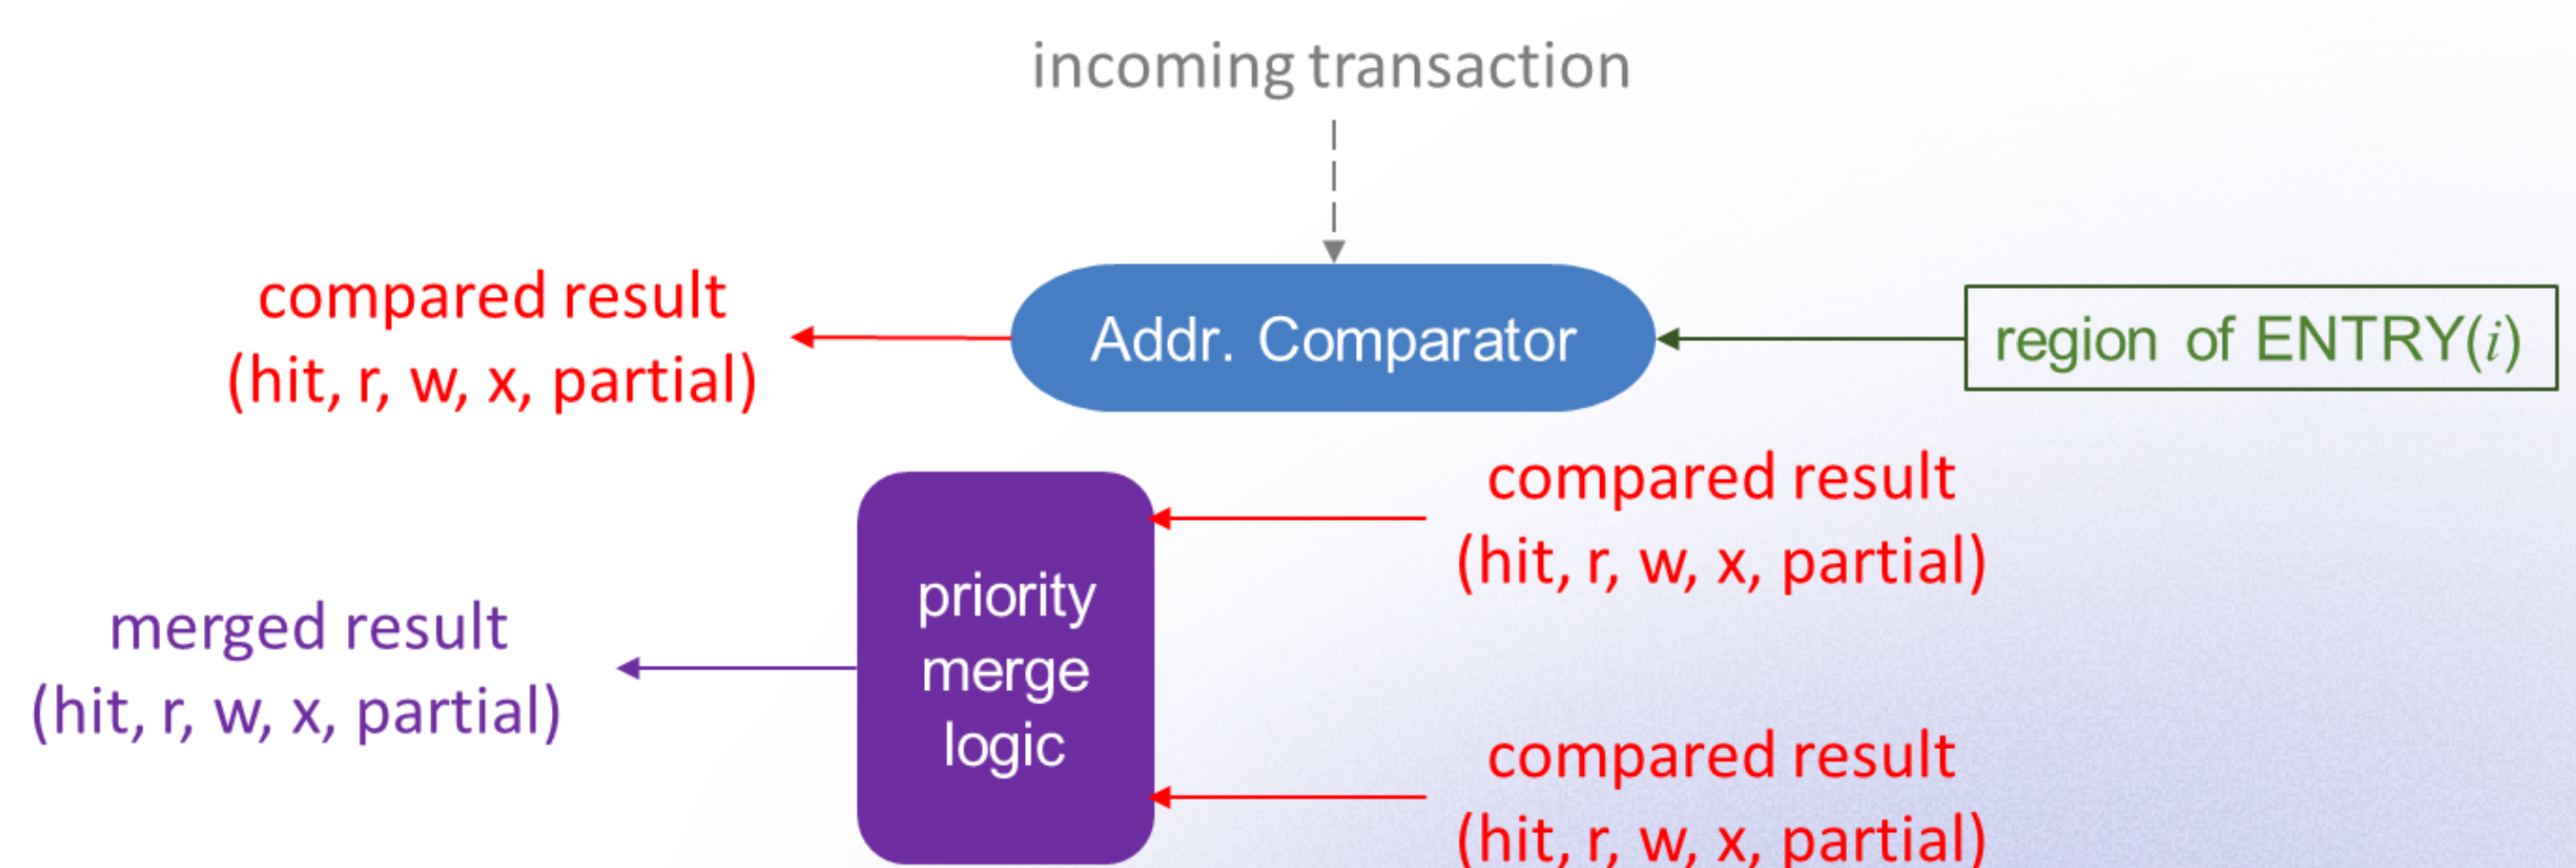 incoming transaction
compared result
(hit, r, w, x, partial)
Addr. Comparator
region of ENTRY(i)
compared result
(hit, r, w, x, partial)
priority
merge
logic
merged result
(hit, r, w, x, partial)
compared result
(hit, r, w, x, partial)